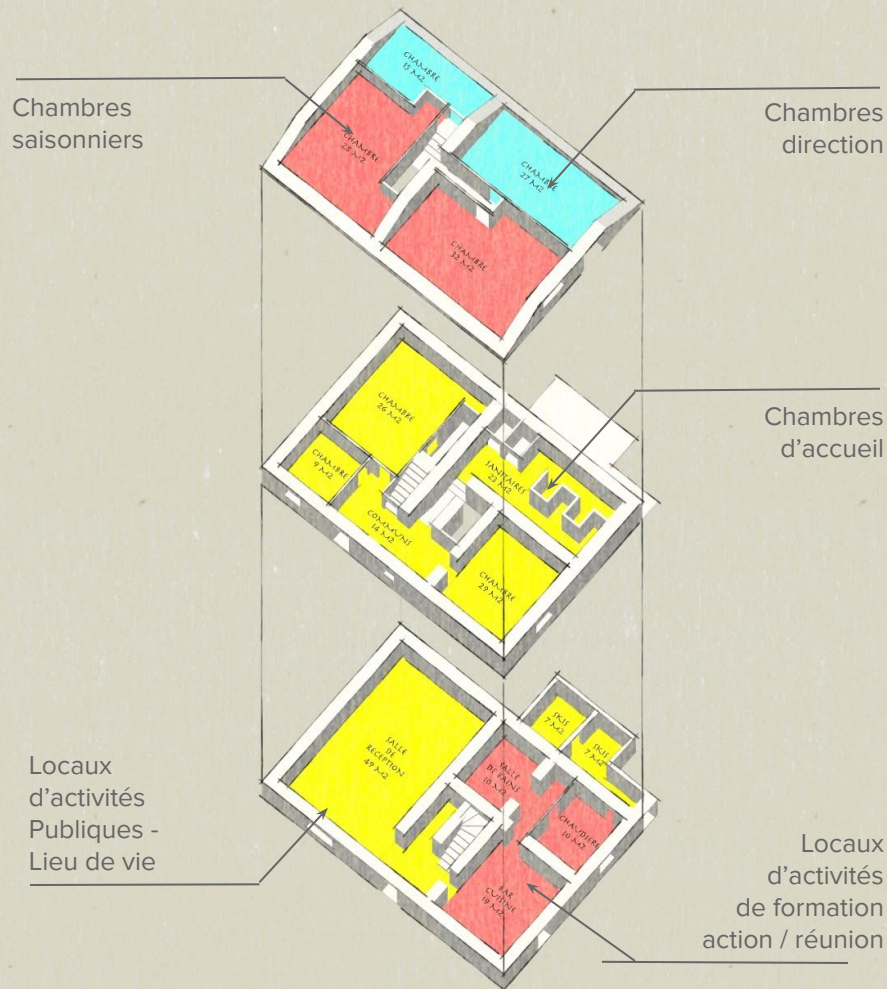 CHAMBRE
15 M2
Chambres
saisonniers
Chambres
direction
CHAMBRE
25 M2
CHAMBRE
27 M2
CHAMBRE
32 M2
CHAMBRE
26 M2
Chambres
d'accueil
CHAMBRE
9 M2
SANITAIRES
23 M2
COMMUNS
14 M2
CHAMBRE
29 M2
SKIS
7 M2
SKIS
7 M2
SALLE
DE
RECEPTION
49 M2
SALLE
DE BAINS
10 M2
CHAUDIERE
10 M2
Locaux
d'activités
Publiques -
Lieu de vie
BAR
CUISINE
19 M2
Locaux
d'activités
de formation
action / réunion